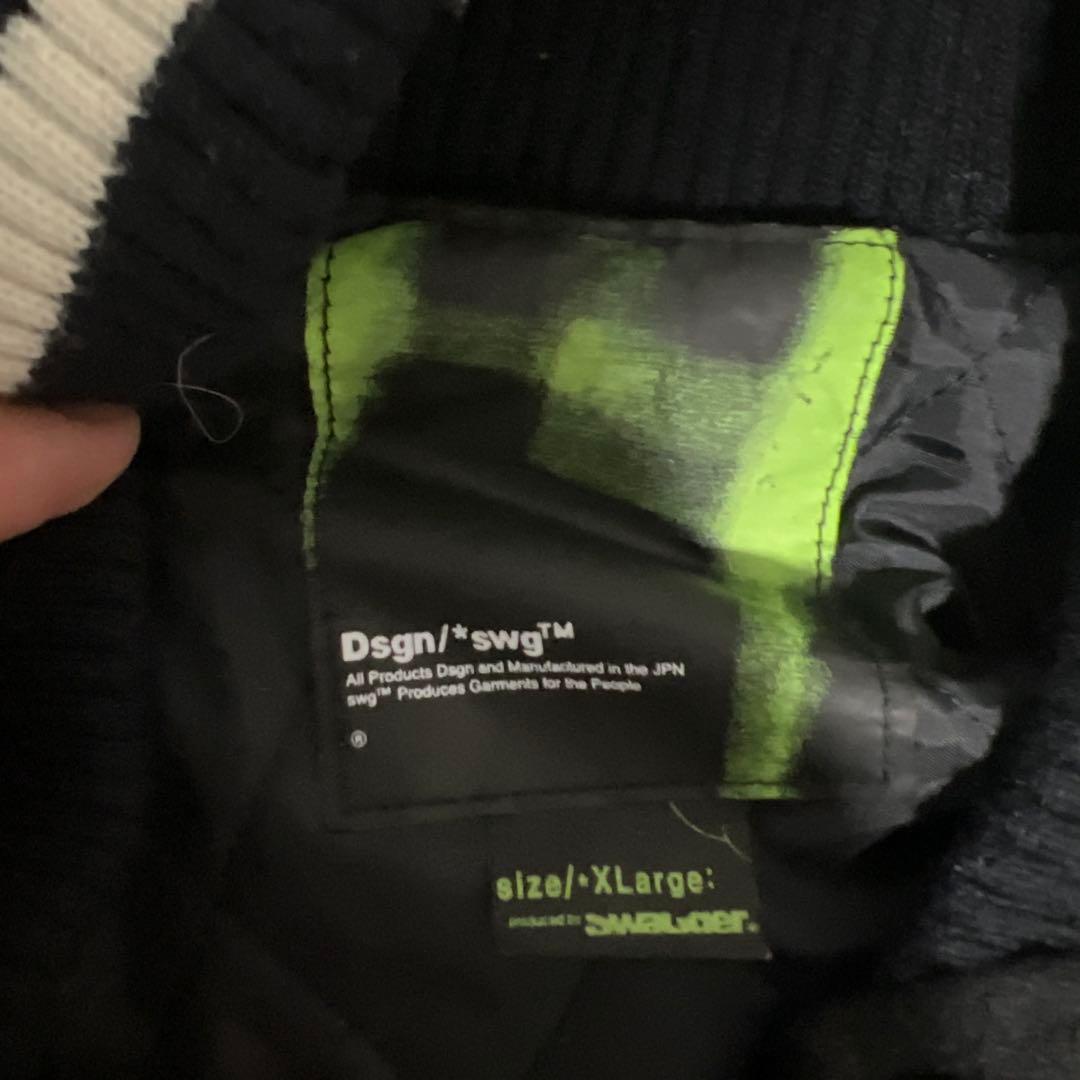 Dsgn/*swg™
All Products Dsgn and Manufactured in the JPN
swg™ Produces Garments for the People
®
size/*XLarge:
produced by swagger.